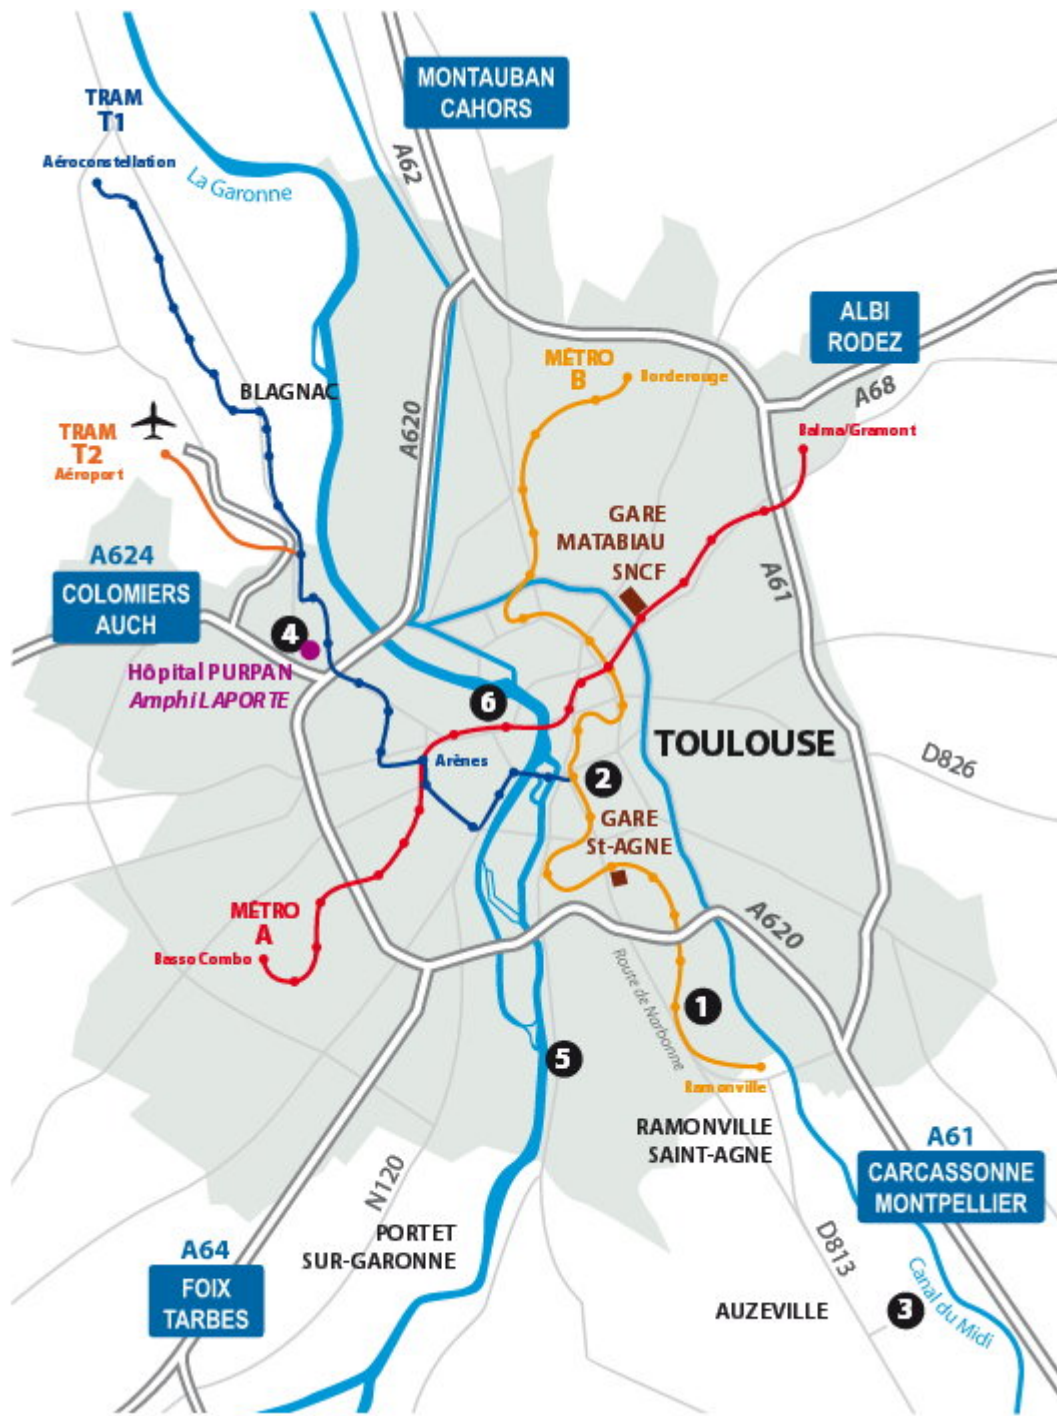 MONTAUBAN
CAHORS
TRAM
T1
Aéroconstellation
La Garonne
A62
ALBI
RODEZ
MÉTRO
B
Borderouge
BLAGNAC
A68
A620
Balma/Gramont
TRAM
T2
Aéroport
GARE
MATABIAU
SNCF
A624
COLOMIERS
AUCH
A61
4
Hôpital PURPAN
Amphi LAPORTE
6
TOULOUSE
Arènes
D826
2
GARE
St-AGNE
MÉTRO
A
Basso Combo
A620
Route de Narbonne
1
5
Ramonville
RAMONVILLE
SAINT-AGNE
A61
CARCASSONNE
MONTPELLIER
N120
PORTET
SUR-GARONNE
A64
FOIX
TARBES
D813
Canal du Midi
AUZEVILLE
3